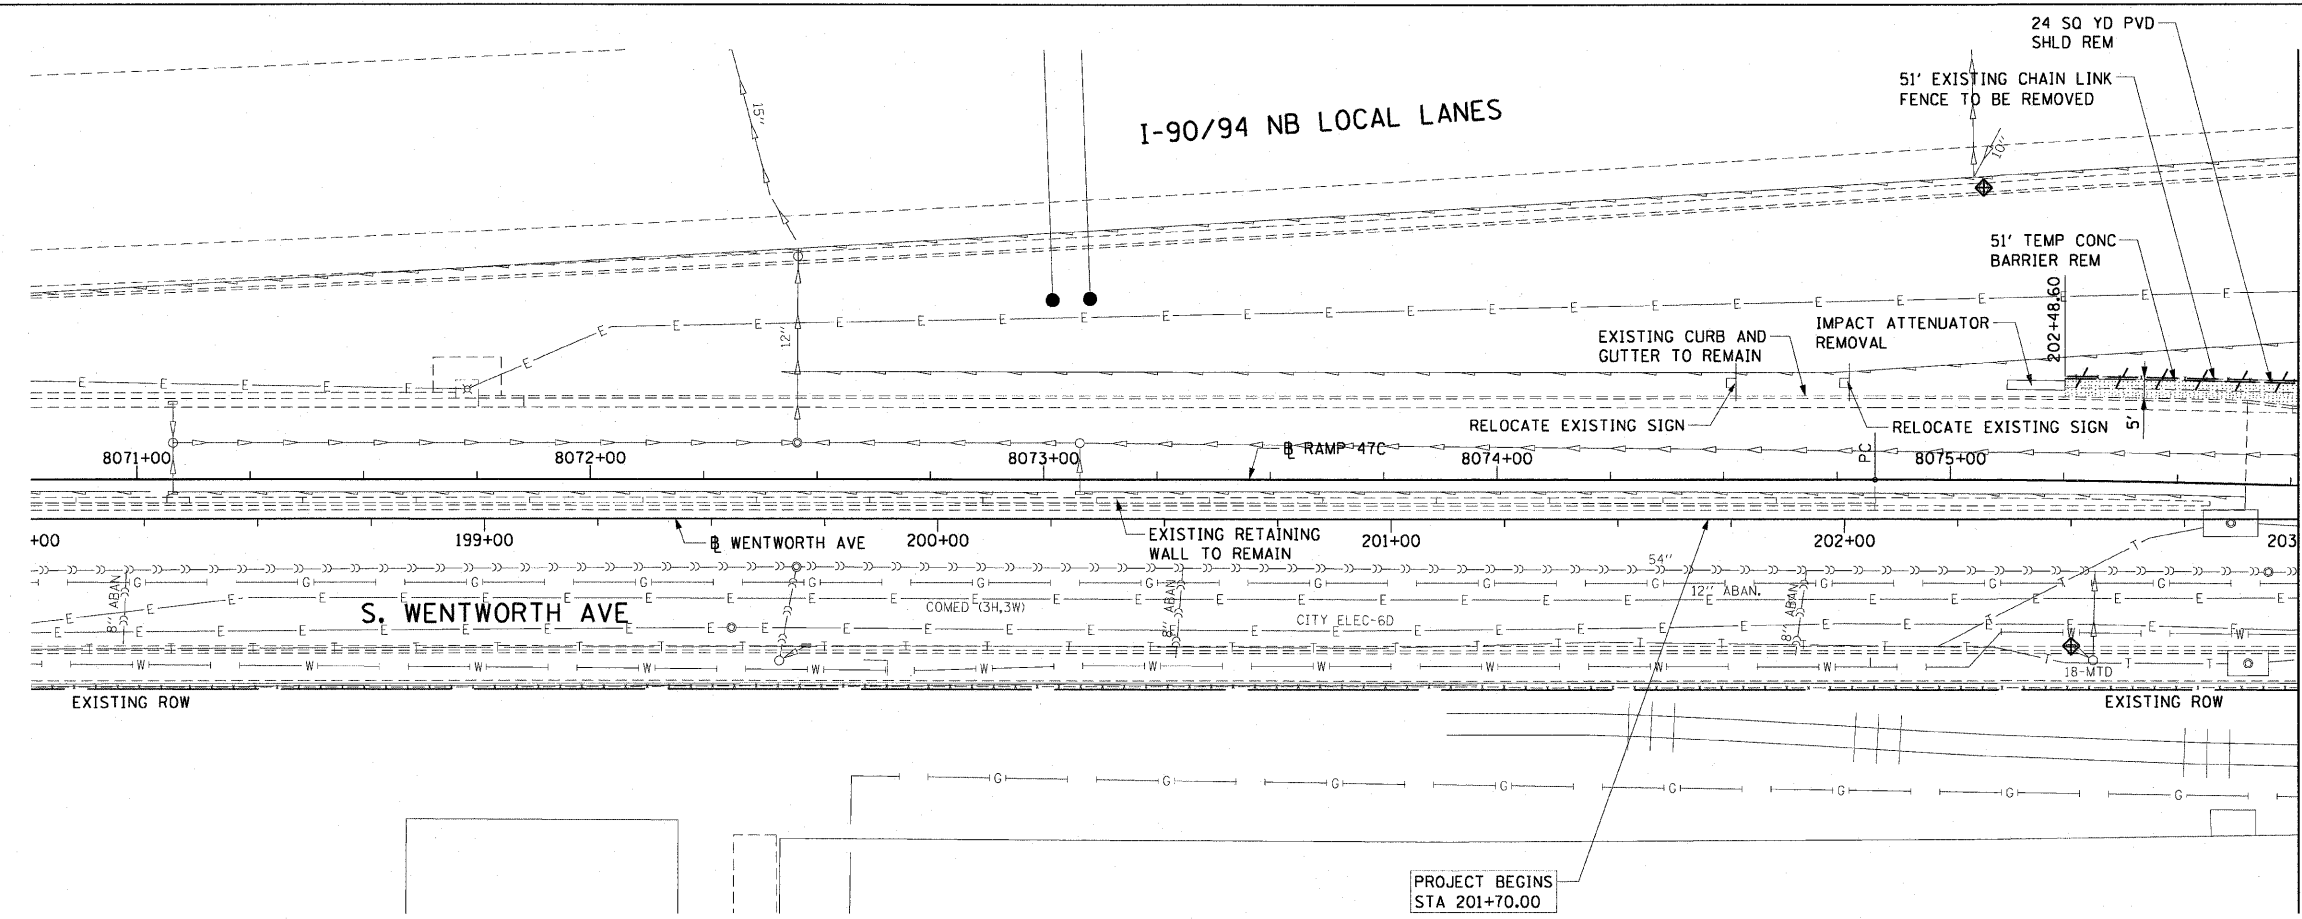 24 SQ YD PVD
SHLD REM
51' EXISTING CHAIN LINK
FENCE TO BE REMOVED
15"
I-90/94 NB LOCAL LANES
10"
51' TEMP CONC
BARRIER REM
202+48.60
IMPACT ATTENUATOR
REMOVAL
EXISTING CURB AND
GUTTER TO REMAIN
12"
E E E E E E E E E E E E E E E E E E E E E E E E E E E E
5'
RELOCATE EXISTING SIGN
RELOCATE EXISTING SIGN
8071+00
8072+00
8073+00
℄ RAMP 47C
8074+00
PC
8075+00
+00
199+00
℄ WENTWORTH AVE
200+00
EXISTING RETAINING
WALL TO REMAIN
201+00
202+00
203
54"
8" ABAN
S. WENTWORTH AVE
COMED (3H,3W)
8" ABAN
12" ABAN.
CITY ELEC-6D
8" ABAN
18-MTD
EXISTING ROW
EXISTING ROW
PROJECT BEGINS
STA 201+70.00